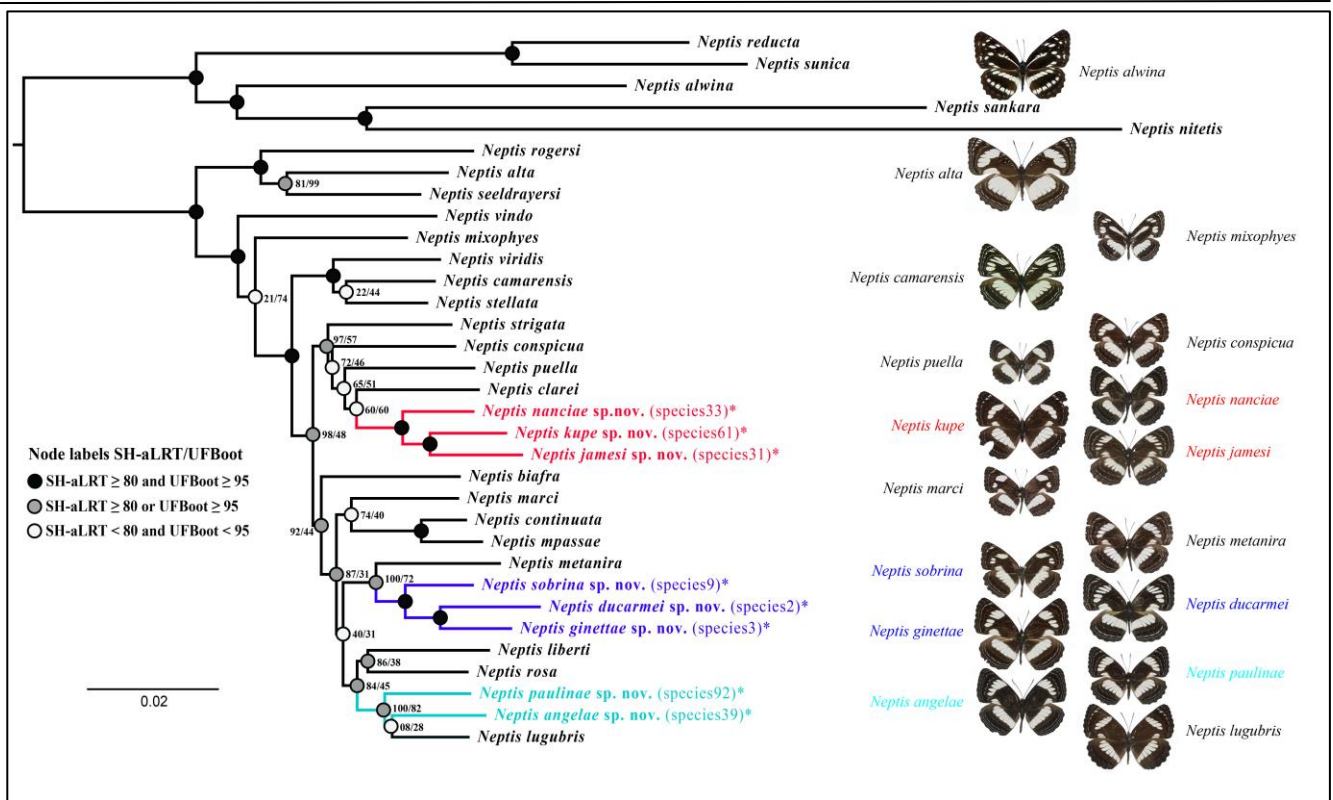 Neptis reducta
Neptis sunica
Neptis alwina
Neptis sankara
Neptis nitetis
Neptis rogersi
Neptis alta
81/99
Neptis seeldrayersi
Neptis vindo
Neptis mixophyes
21/74
Neptis viridis
Neptis camarensis
22/44
Neptis stellata
Neptis strigata
97/57
Neptis conspicua
72/46
Neptis puella
65/51
Neptis clarei
60/60
Neptis nanciae sp.nov. (species33)*
Neptis kupe sp. nov. (species61)*
Neptis jamesi sp. nov. (species31)*
98/48
Neptis biafra
92/44
Neptis marci
74/40
Neptis continuata
Neptis mpassae
87/31
Neptis metanira
100/72
Neptis sobrina sp. nov. (species9)*
Neptis ducarmei sp. nov. (species2)*
Neptis ginettae sp. nov. (species3)*
40/31
Neptis liberti
86/38
Neptis rosa
84/45
Neptis paulinae sp. nov. (species92)*
100/82
Neptis angelae sp. nov. (species39)*
08/28
Neptis lugubris
Node labels SH-aLRT/UFBoot
SH-aLRT ≥ 80 and UFBoot ≥ 95
SH-aLRT ≥ 80 or UFBoot ≥ 95
SH-aLRT < 80 and UFBoot < 95
0.02
Neptis alwina
Neptis alta
Neptis mixophyes
Neptis camarensis
Neptis conspicua
Neptis puella
Neptis nanciae
Neptis kupe
Neptis jamesi
Neptis marci
Neptis metanira
Neptis sobrina
Neptis ducarmei
Neptis ginettae
Neptis paulinae
Neptis angelae
Neptis lugubris